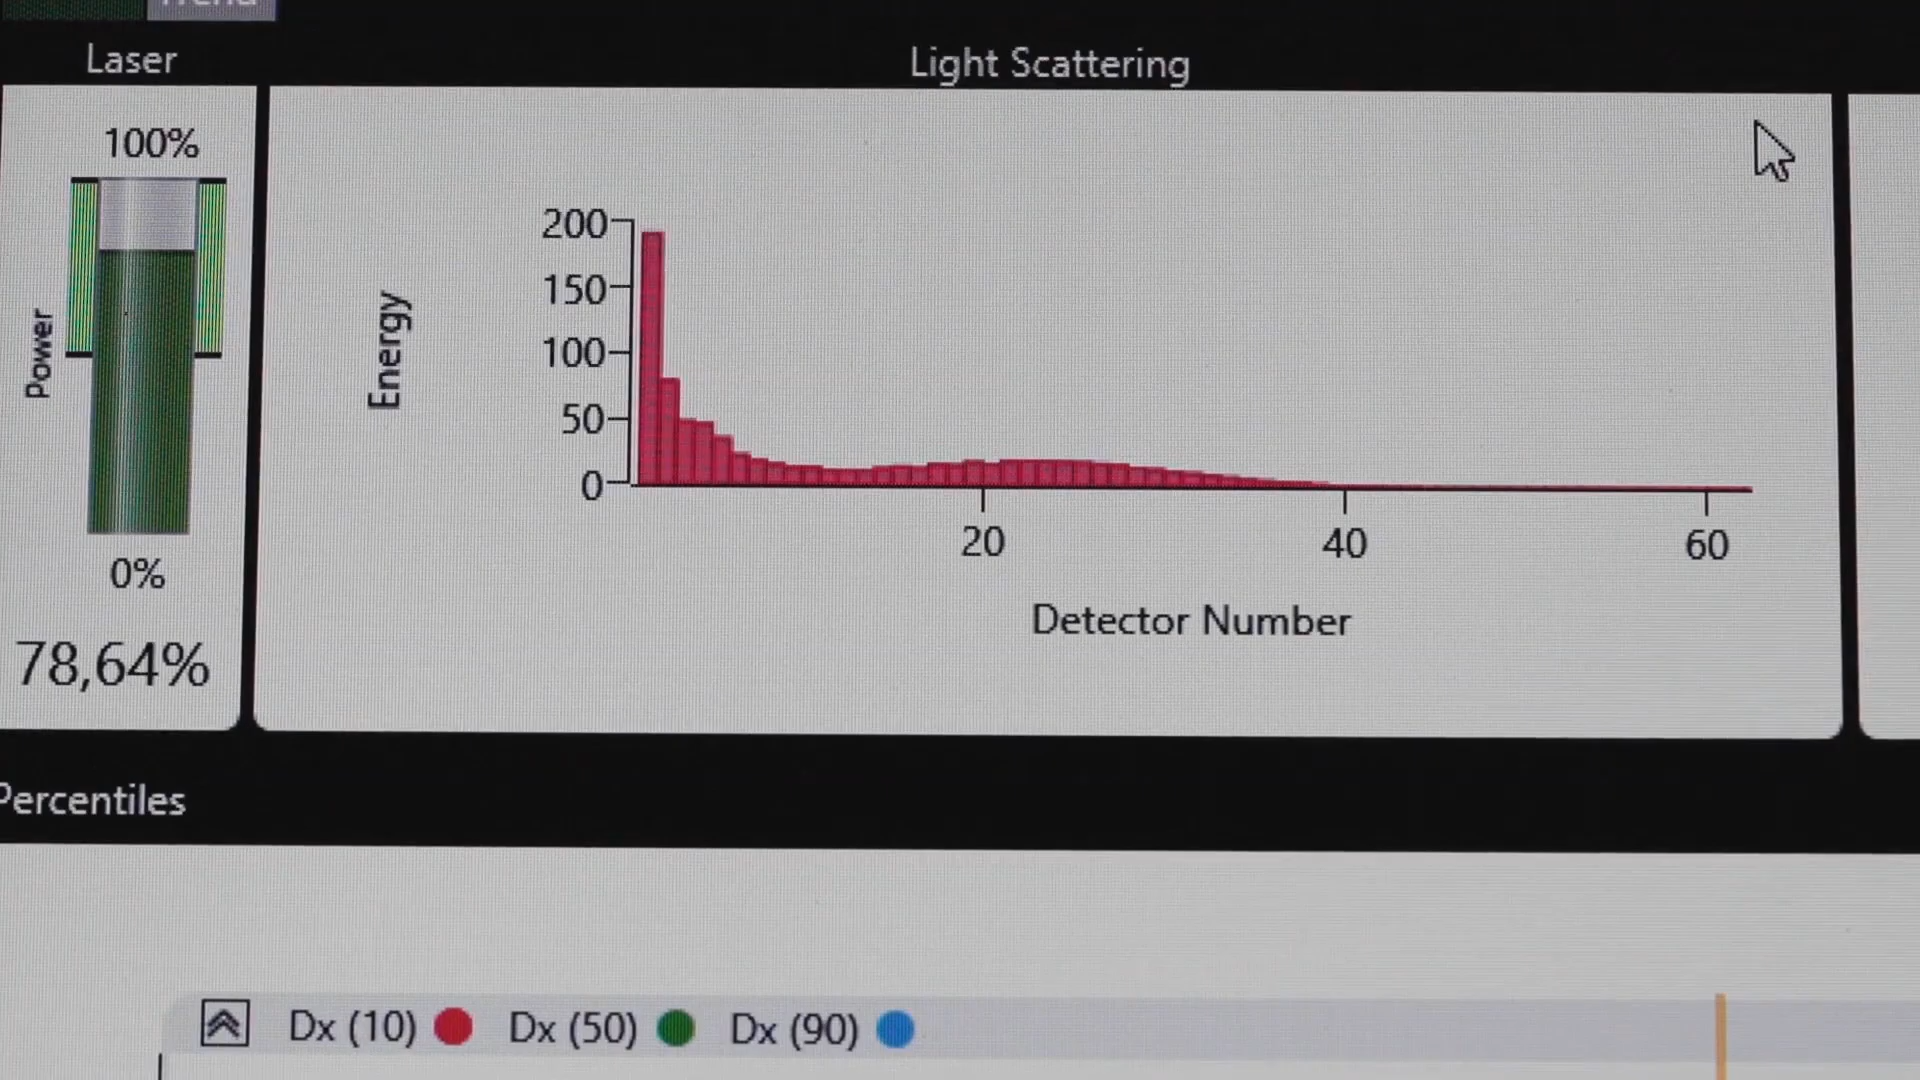 Trend
Laser
Light Scattering
100%
Power
0%
78,64%
Energy
200
150
100
50
0
20
40
60
Detector Number
Percentiles
Dx (10)
Dx (50)
Dx (90)